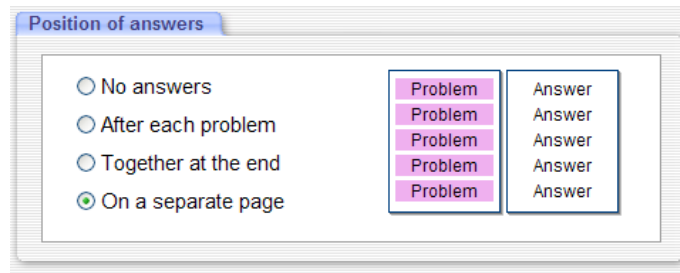 Position of answers
No answers
After each problem
Together at the end
On a separate page
Problem
Problem
Problem
Problem
Problem
Answer
Answer
Answer
Answer
Answer